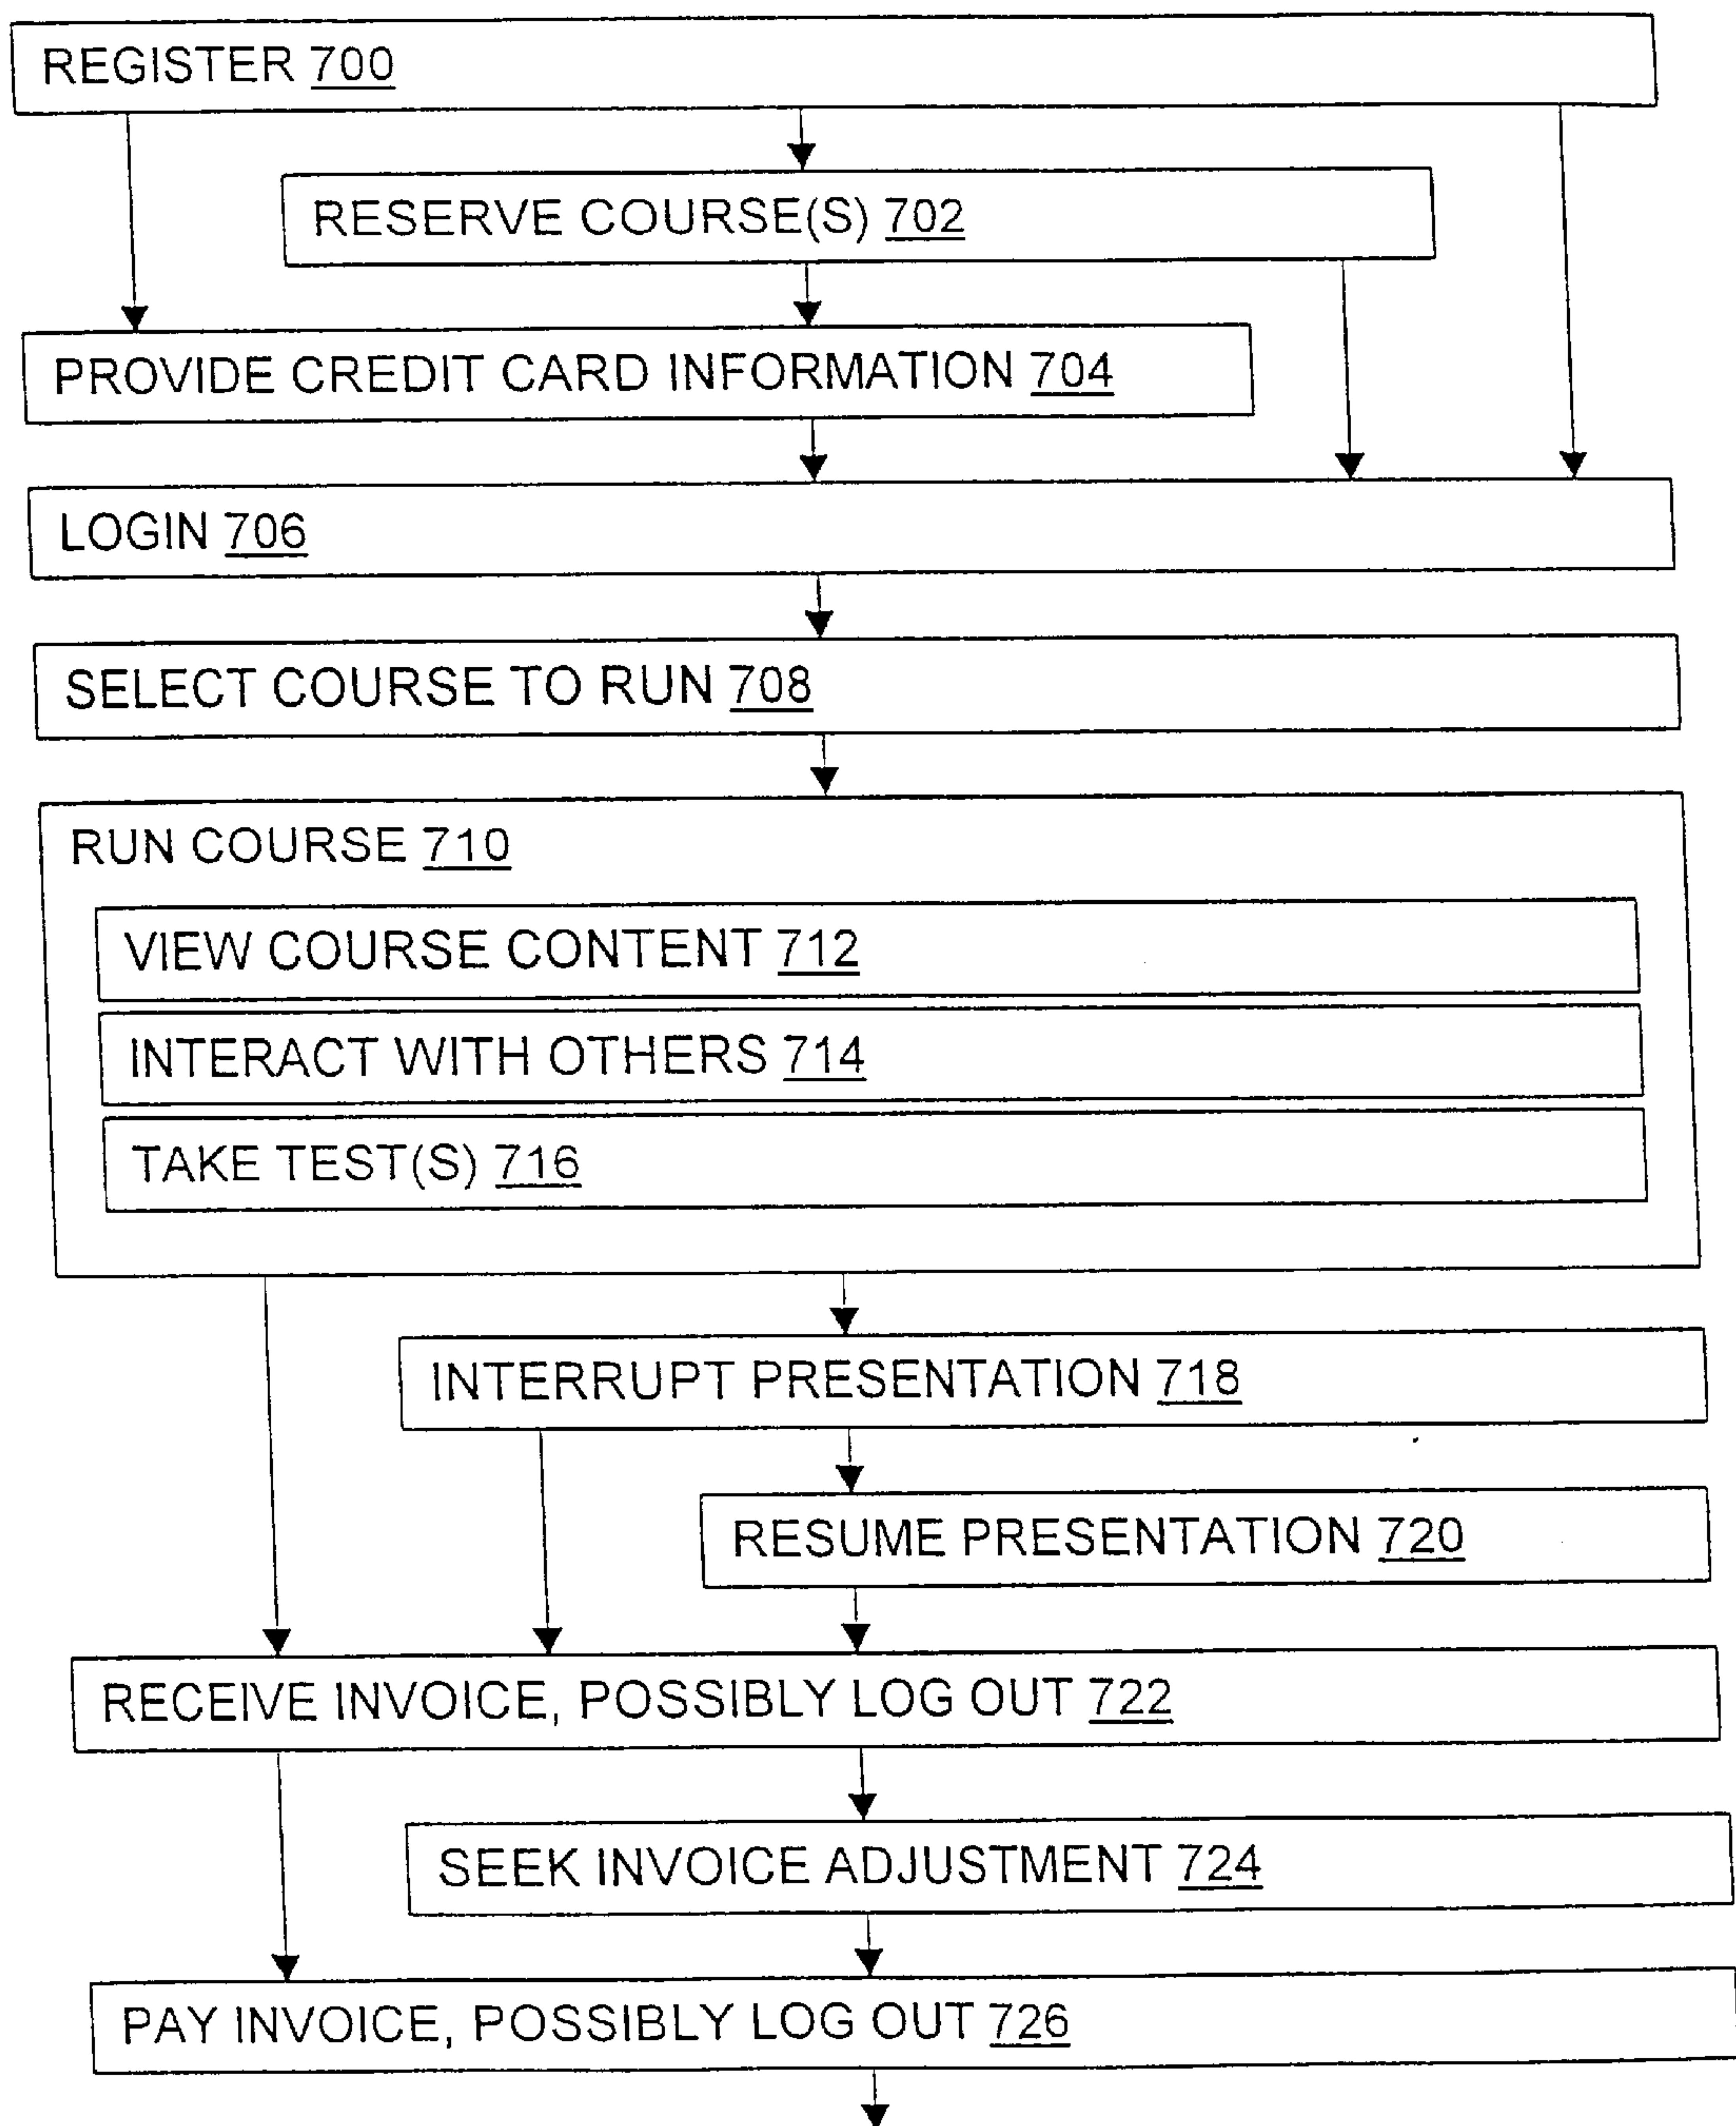 REGISTER 700
RESERVE COURSE(S) 702
PROVIDE CREDIT CARD INFORMATION 704
LOGIN 706
SELECT COURSE TO RUN 708
RUN COURSE 710
VIEW COURSE CONTENT 712
INTERACT WITH OTHERS 714
TAKE TEST(S) 716
INTERRUPT PRESENTATION 718
RESUME PRESENTATION 720
RECEIVE INVOICE, POSSIBLY LOG OUT 722
SEEK INVOICE ADJUSTMENT 724
PAY INVOICE, POSSIBLY LOG OUT 726